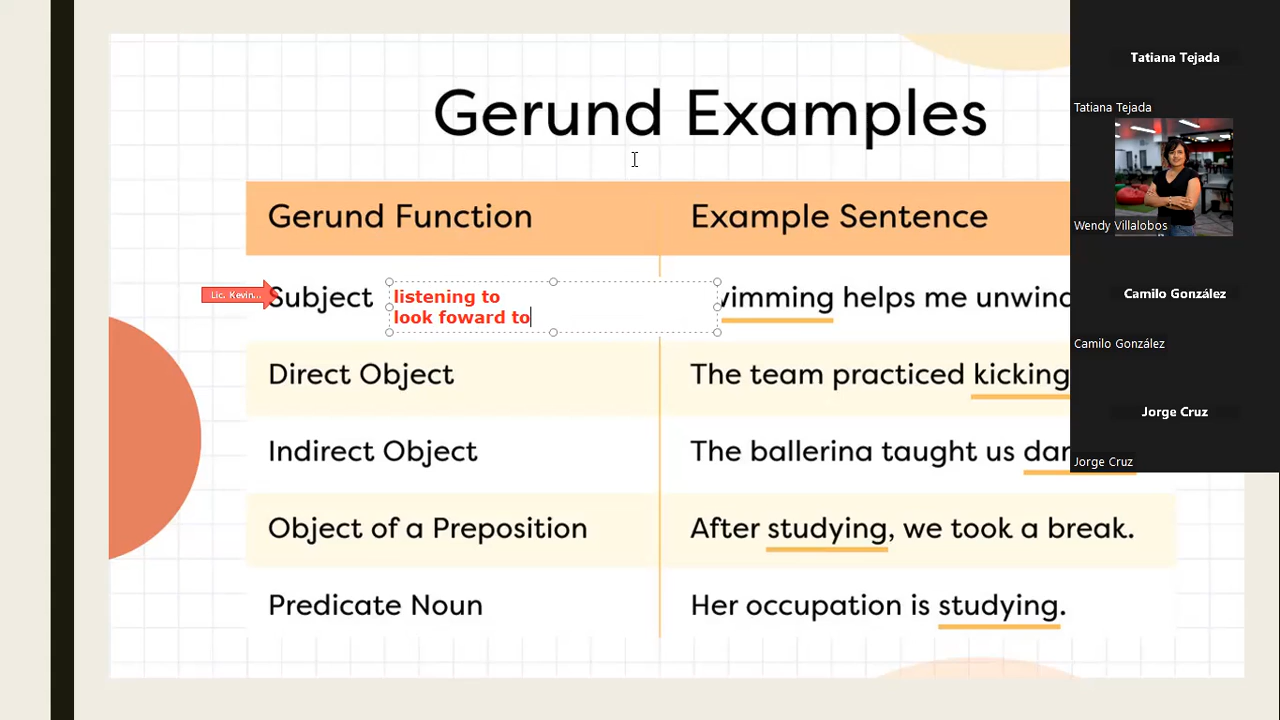 Gerund Examples
Gerund Function Example Sentence
Lic. Kevin... Subject listening to wimming helps me unwind
look foward to
Direct Object The team practiced kicking
Indirect Object The ballerina taught us
Object of a Preposition After studying, we took a break.
Predicate Noun Her occupation is studying.
Tatiana Tejada
Tatiana Tejada
Wendy Villalobos
Camilo González
Camilo González
Jorge Cruz
Jorge Cruz